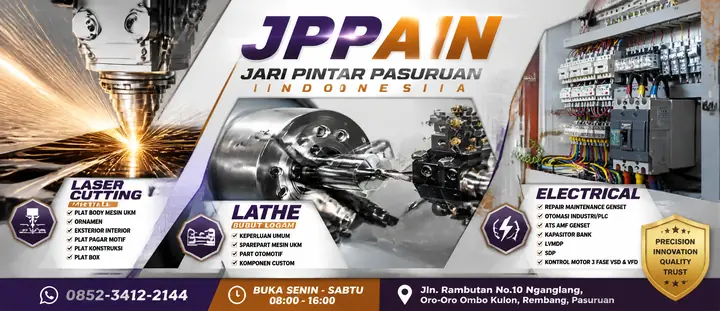 JPPAIN
JARI PINTAR PASURUAN
INDONESIA
LASER
CUTTING
METAL
PLAT BODY MESIN UKM
ORNAMEN
EKSTERIOR INTERIOR
PLAT PAGAR MOTIF
PLAT KONSTRUKSI
PLAT BOX
LATHE
BUBUT LOGAM
KEPERLUAN UMUM
SPAREPART MESIN UKM
PART OTOMOTIF
KOMPONEN CUSTOM
ELECTRICAL
REPAIR MAINTENANCE GENSET
OTOMASI INDUSTRI/PLC
ATS AMF GENSET
KAPASITOR BANK
LVMDP
SDP
KONTROL MOTOR 3 FASE VSD & VFD
PRECISION
INNOVATION
QUALITY
TRUST
0852-3412-2144
BUKA SENIN - SABTU
08:00 - 16:00
Jln. Rambutan No.10 Nganglang,
Oro-Oro Ombo Kulon, Rembang, Pasuruan